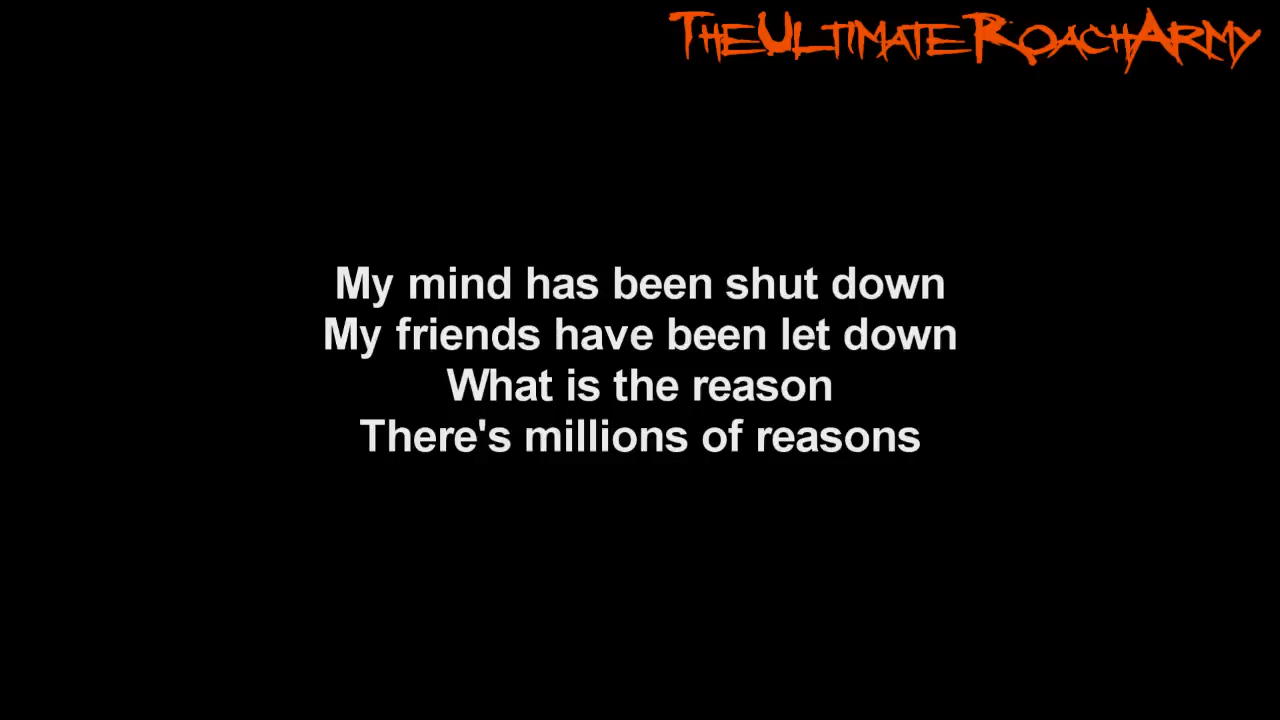 TheUltimateRoachArmy
My mind has been shut down
My friends have been let down
What is the reason
There's millions of reasons